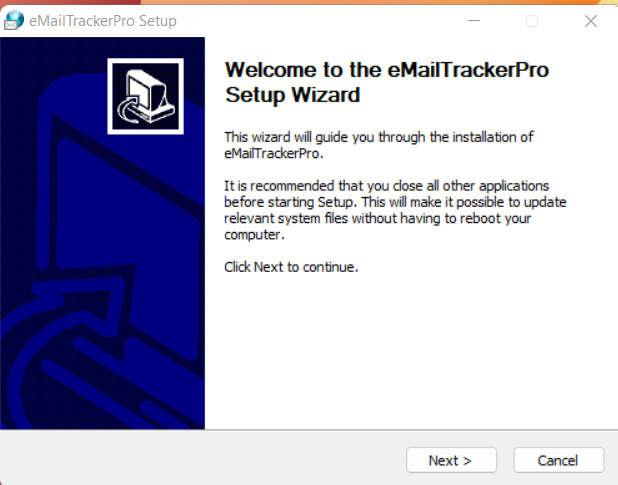 eMailTrackerPro Setup
Welcome to the eMailTrackerPro
Setup Wizard
This wizard will guide you through the installation of
eMailTrackerPro.
It is recommended that you close all other applications
before starting Setup. This will make it possible to update
relevant system files without having to reboot your
computer.
Click Next to continue.
Next >
Cancel